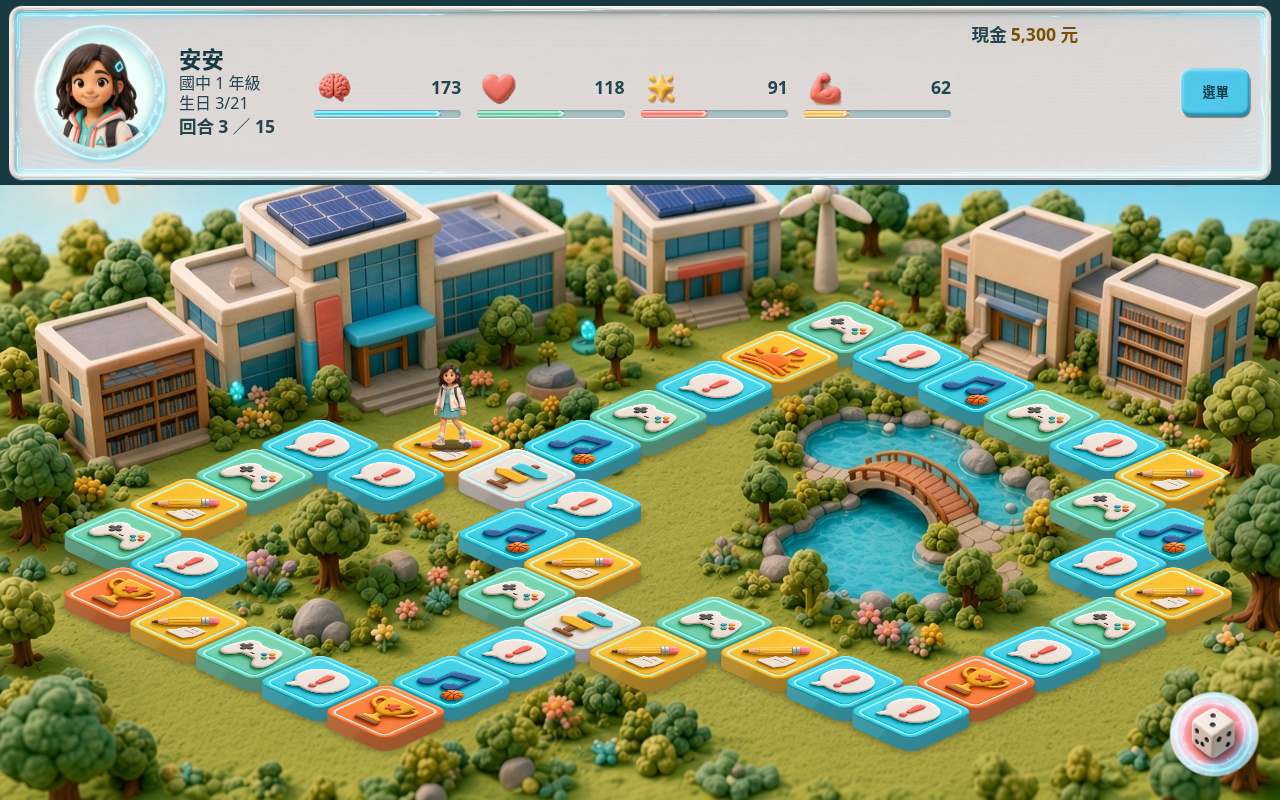 安安
國中 1 年級
生日 3/21
回合 3 ／ 15
173
118
91
62
現金 5,300 元
選單